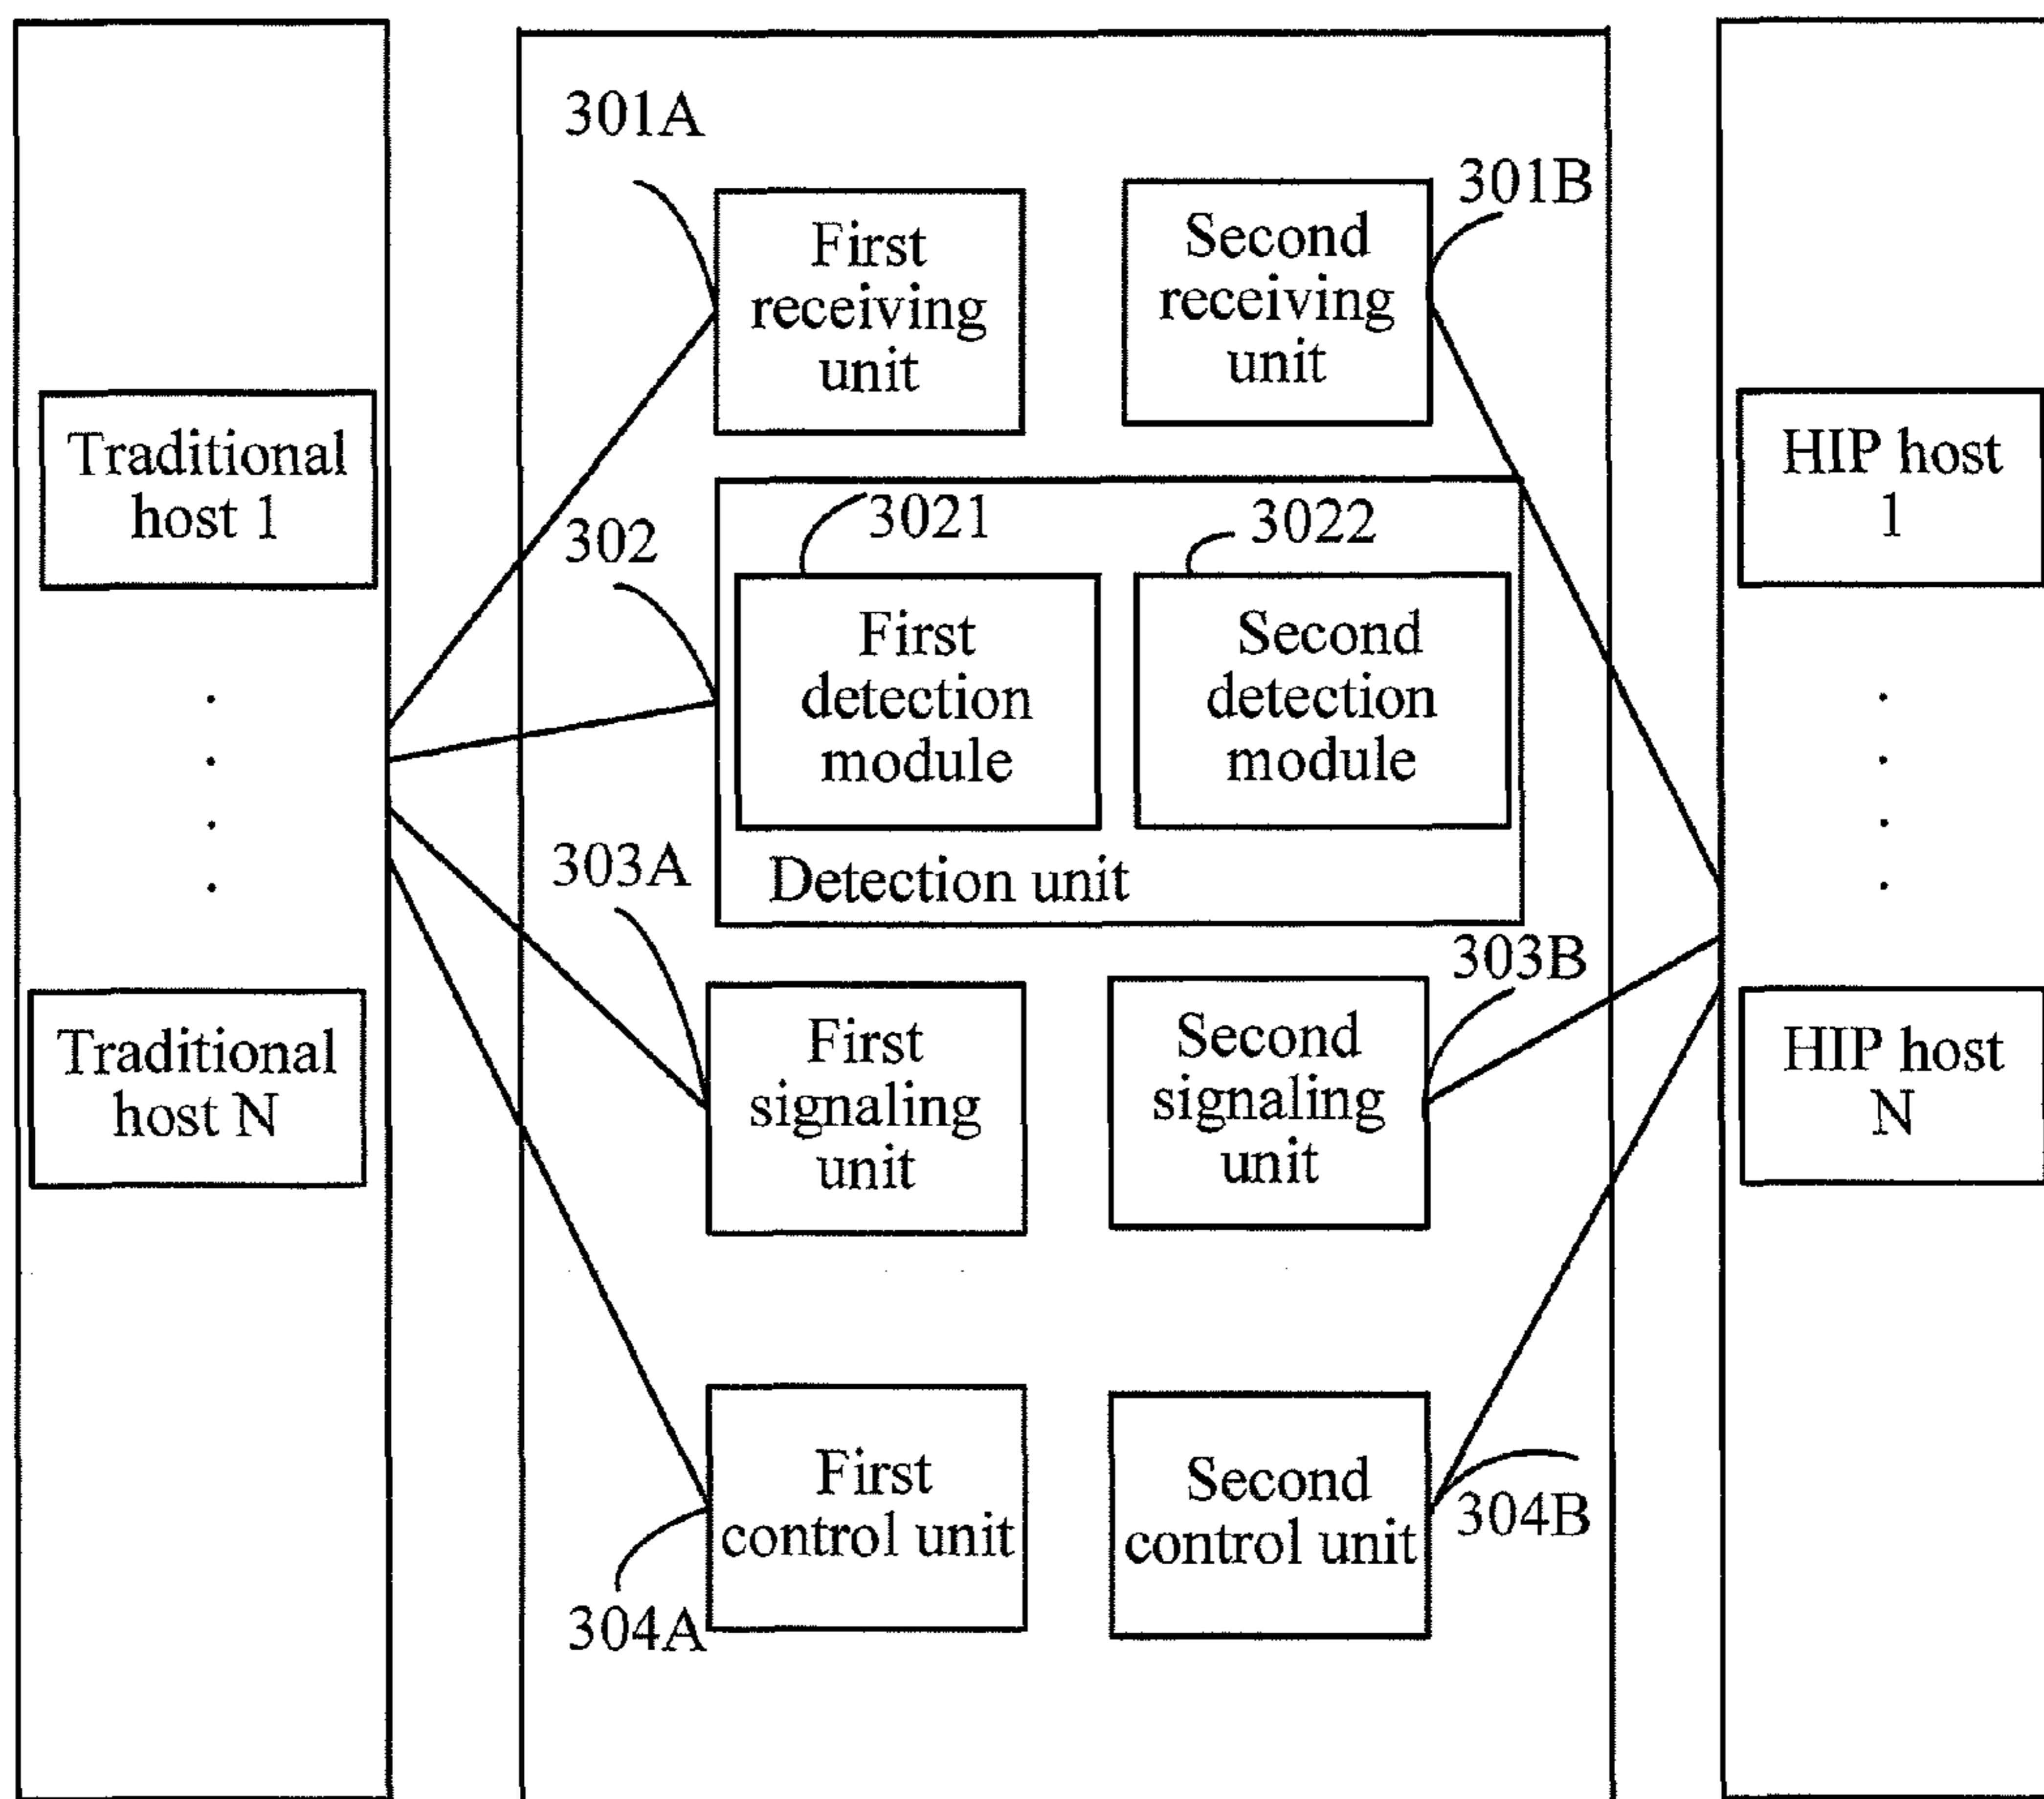 Traditional
host 1
Traditional
host N
301A
First
receiving
unit
Second
receiving
unit
301B
302
3021
First
detection
module
3022
Second
detection
module
Detection unit
303A
First
signaling
unit
Second
signaling
unit
303B
First
control unit
304A
Second
control unit
304B
HIP host
1
HIP host
N